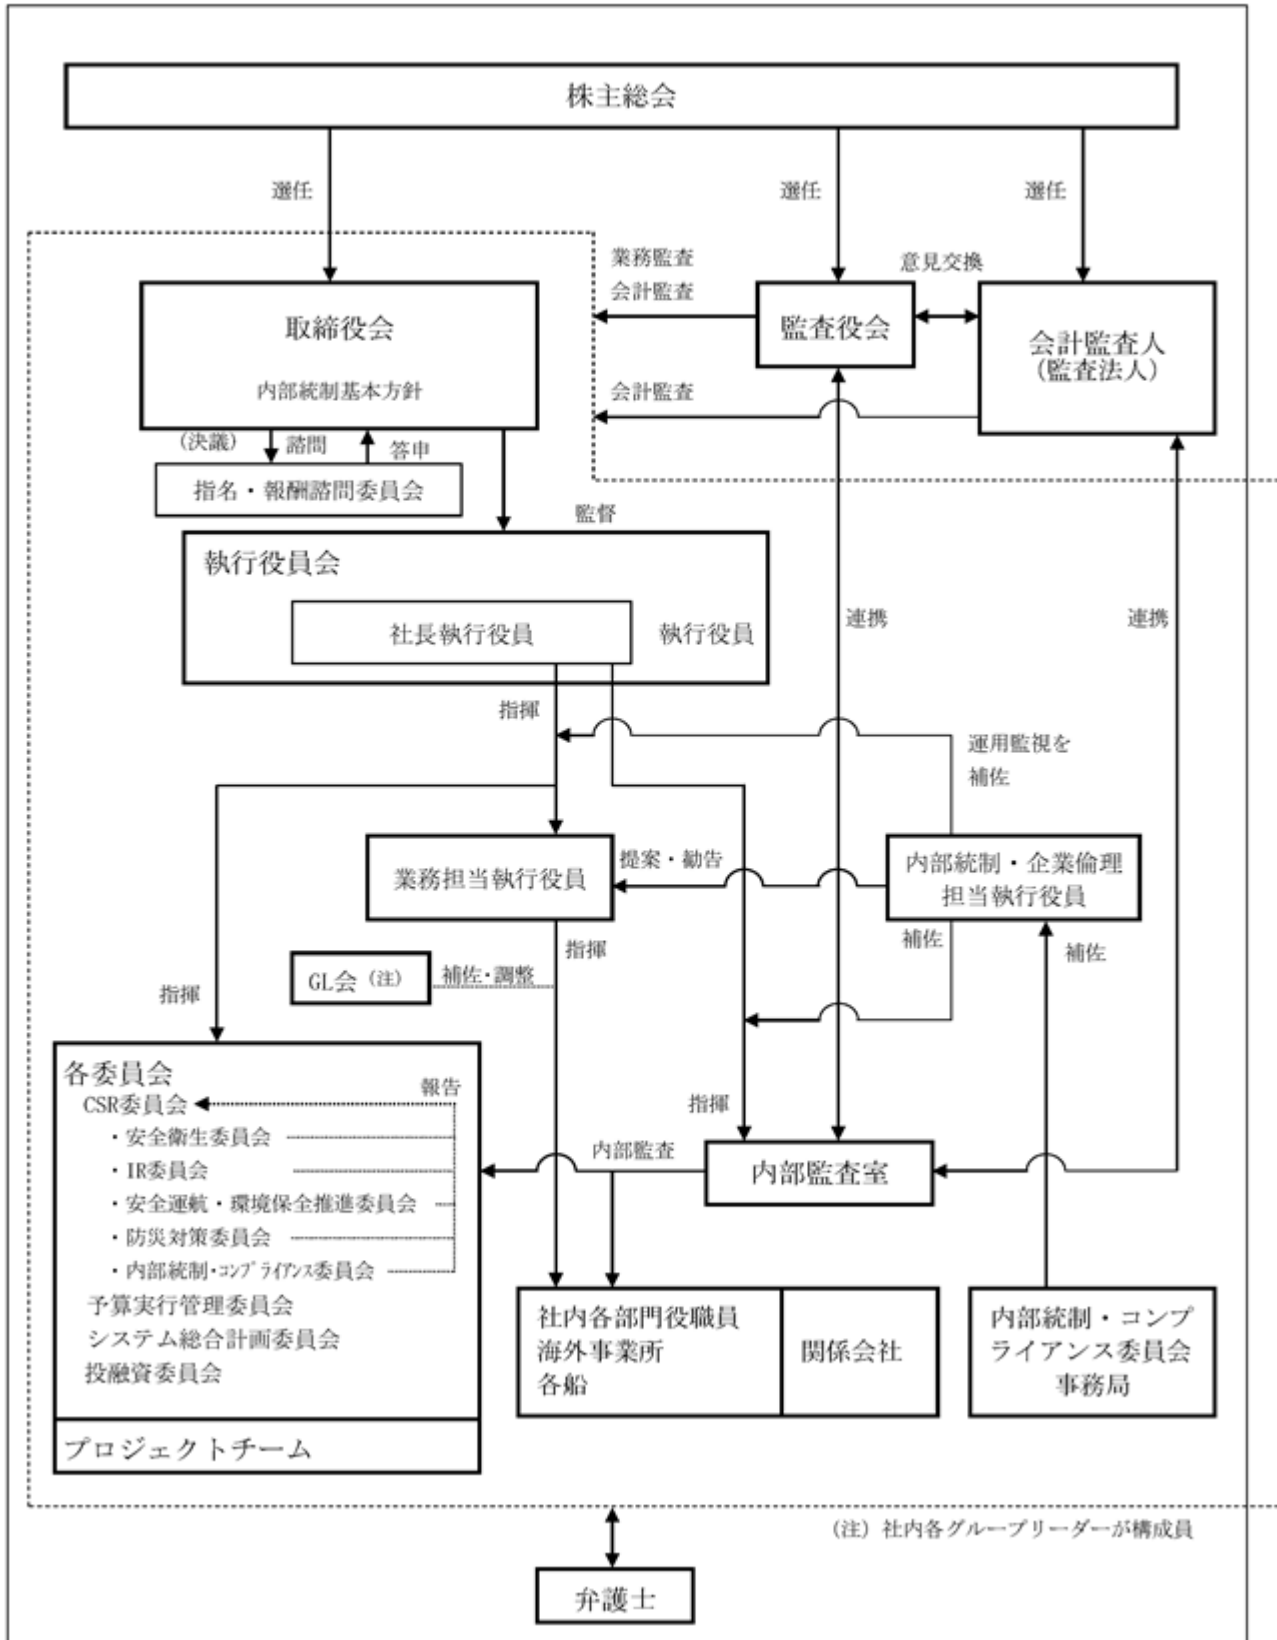 株主総会
選任
選任
選任
業務監査
会計監査
意見交換
取締役会
内部統制基本方針
監査役会
会計監査人
(監査法人)
会計監査
(決議)
諮問
答申
指名・報酬諮問委員会
監督
執行役員会
社長執行役員
執行役員
連携
連携
指揮
運用監視を
補佐
業務担当執行役員
提案・勧告
内部統制・企業倫理
担当執行役員
指揮
補佐
補佐
GL会 (注)
補佐・調整
指揮
各委員会
報告
CSR委員会
・安全衛生委員会
・IR委員会
・安全運航・環境保全推進委員会
・防災対策委員会
・内部統制・コンプライアンス委員会
予算実行管理委員会
システム総合計画委員会
投融資委員会
プロジェクトチーム
指揮
内部監査
内部監査室
社内各部門役職員
海外事業所
各船
関係会社
内部統制・コンプ
ライアンス委員会
事務局
(注) 社内各グループリーダーが構成員
弁護士